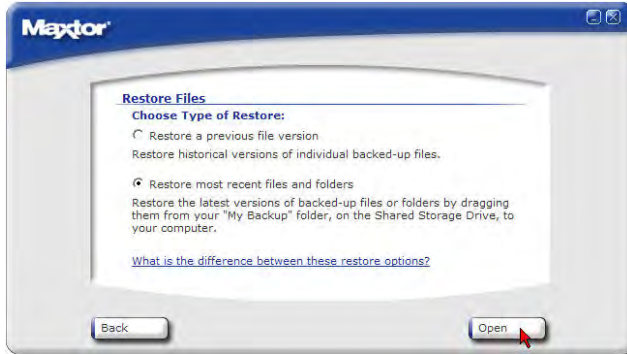 Maxtor
Restore Files
Choose Type of Restore:
Restore a previous file version
Restore historical versions of individual backed-up files.
Restore most recent files and folders
Restore the latest versions of backed-up files or folders by dragging
them from your "My Backup" folder, on the Shared Storage Drive, to
your computer.
What is the difference between these restore options?
Back
Open